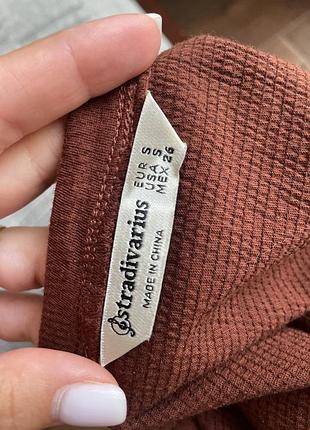 stradivarius
MADE IN CHINA
EUR S
USA S
MEX 26